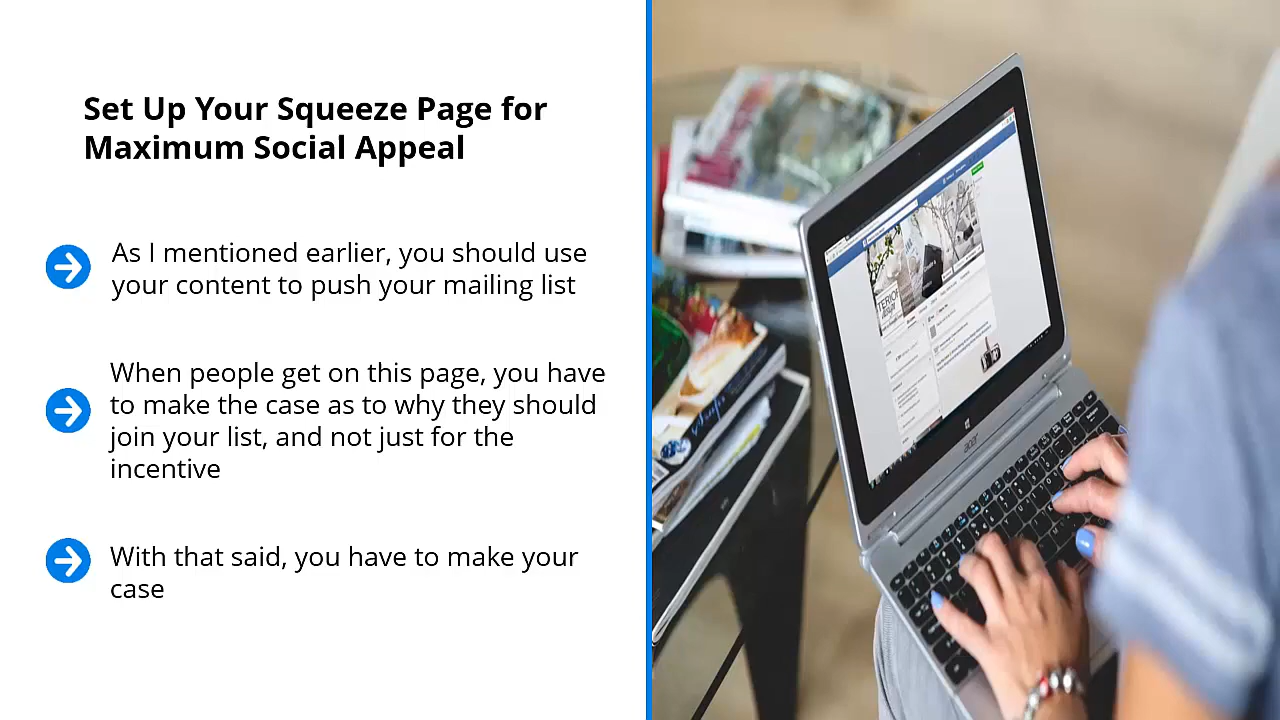 Set Up Your Squeeze Page for
Maximum Social Appeal
As I mentioned earlier, you should use
your content to push your mailing list
When people get on this page, you have
to make the case as to why they should
join your list, and not just for the
incentive
With that said, you have to make your
case
acer